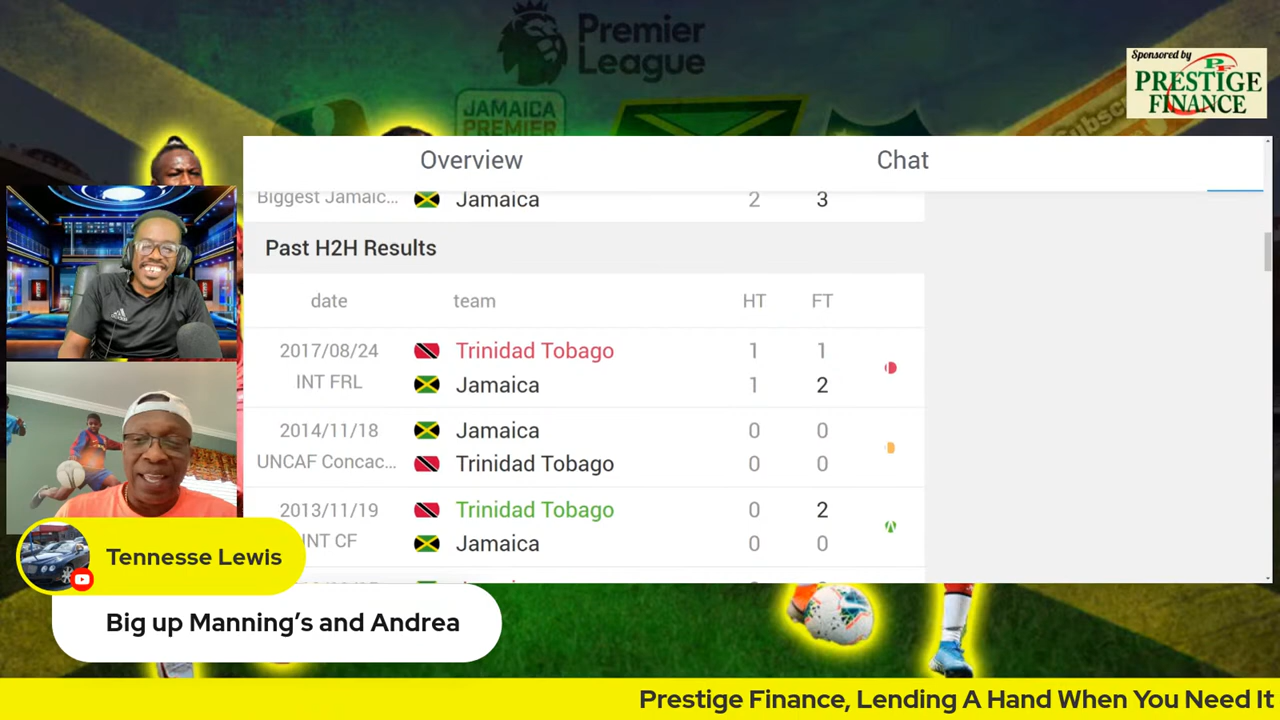 Premier
League
JAMAICA
PREMIER
Sponsored by
PF
PRESTIGE
FINANCE
Overview Chat
Biggest Jamaic... Jamaica 2 3
Past H2H Results
date team HT FT
2017/08/24 Trinidad Tobago 1 1
INT FRL Jamaica 1 2
2014/11/18 Jamaica 0 0
UNCAF Concac... Trinidad Tobago 0 0
2013/11/19 Trinidad Tobago 0 2
INT CF Jamaica 0 0
Tennesse Lewis
Big up Manning’s and Andrea
Prestige Finance, Lending A Hand When You Need It